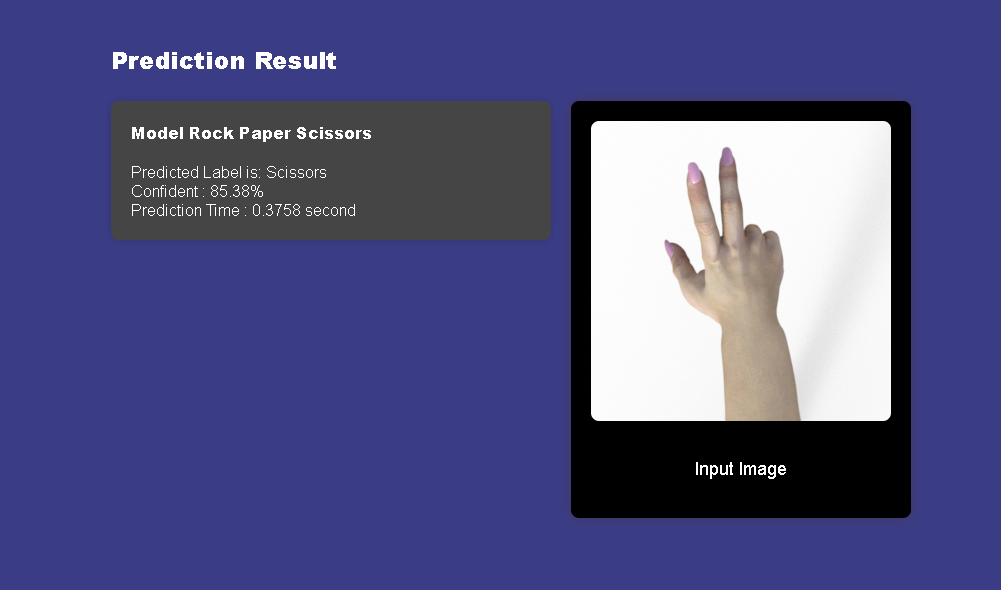 Prediction Result
Model Rock Paper Scissors
Predicted Label is: Scissors
Confident : 85.38%
Prediction Time : 0.3758 second
Input Image